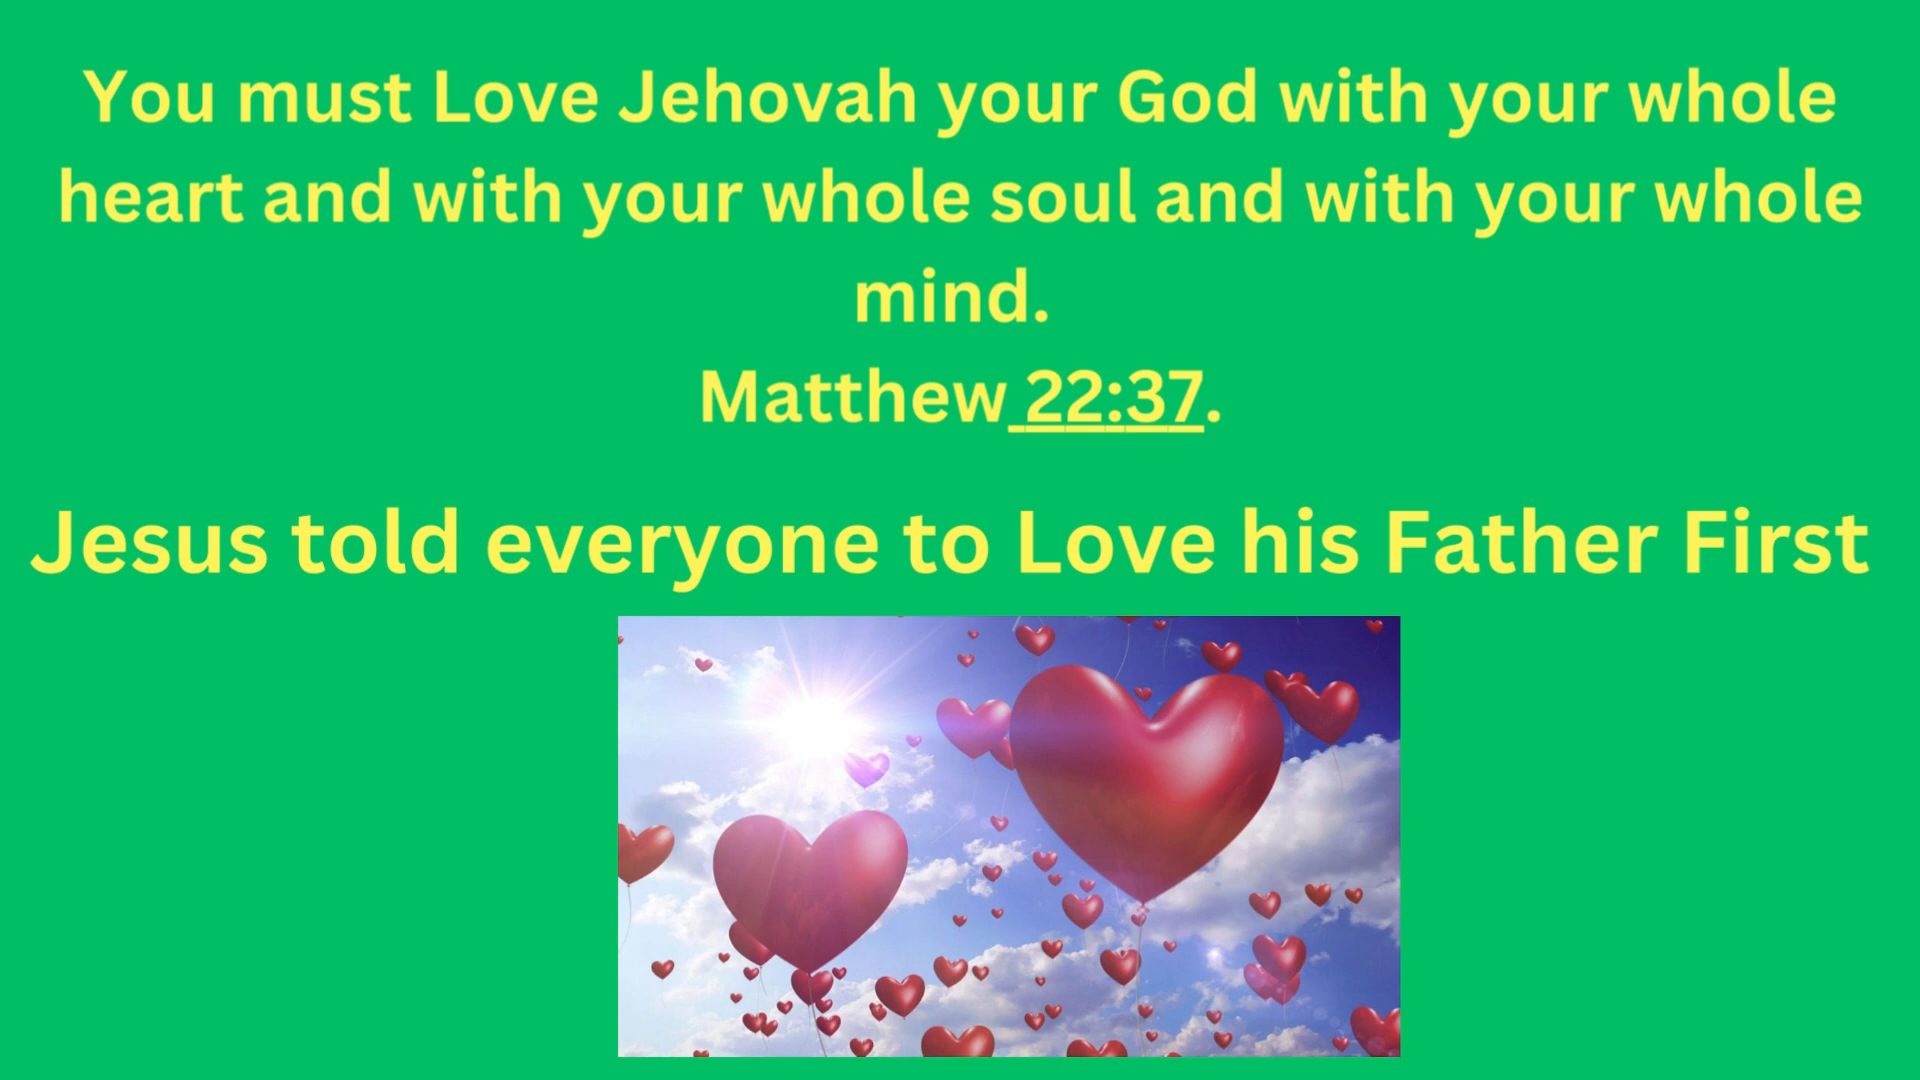 You must Love Jehovah your God with your whole
heart and with your whole soul and with your whole
mind.
Matthew 22:37.
Jesus told everyone to Love his Father First